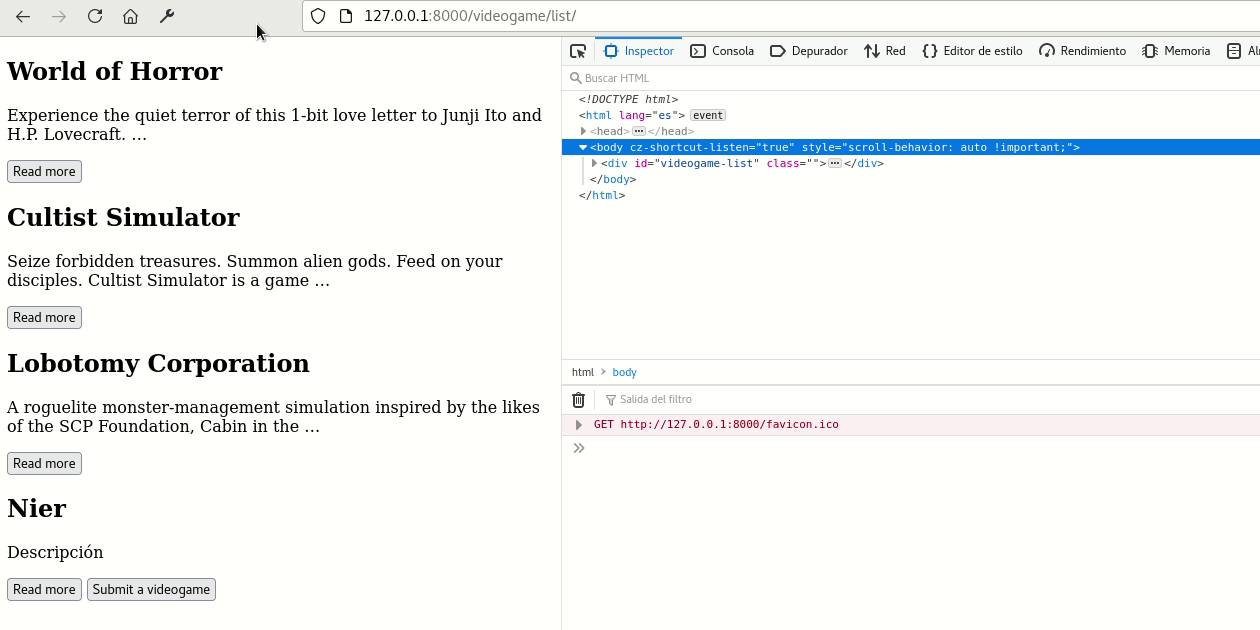 127.0.0.1:8000/videogame/list/
World of Horror
Experience the quiet terror of this 1-bit love letter to Junji Ito and
H.P. Lovecraft. …
Read more
Cultist Simulator
Seize forbidden treasures. Summon alien gods. Feed on your
disciples. Cultist Simulator is a game …
Read more
Lobotomy Corporation
A roguelite monster-management simulation inspired by the likes
of the SCP Foundation, Cabin in the …
Read more
Nier
Descripción
Read more Submit a videogame
Inspector Consola Depurador Red Editor de estilo Rendimiento Memoria
Buscar HTML
<!DOCTYPE html>
<html lang="es"> event
<head> ••• </head>
<body cz-shortcut-listen="true" style="scroll-behavior: auto !important;">
<div id="videogame-list" class=""> ••• </div>
</body>
</html>
html > body
Salida del filtro
GET http://127.0.0.1:8000/favicon.ico